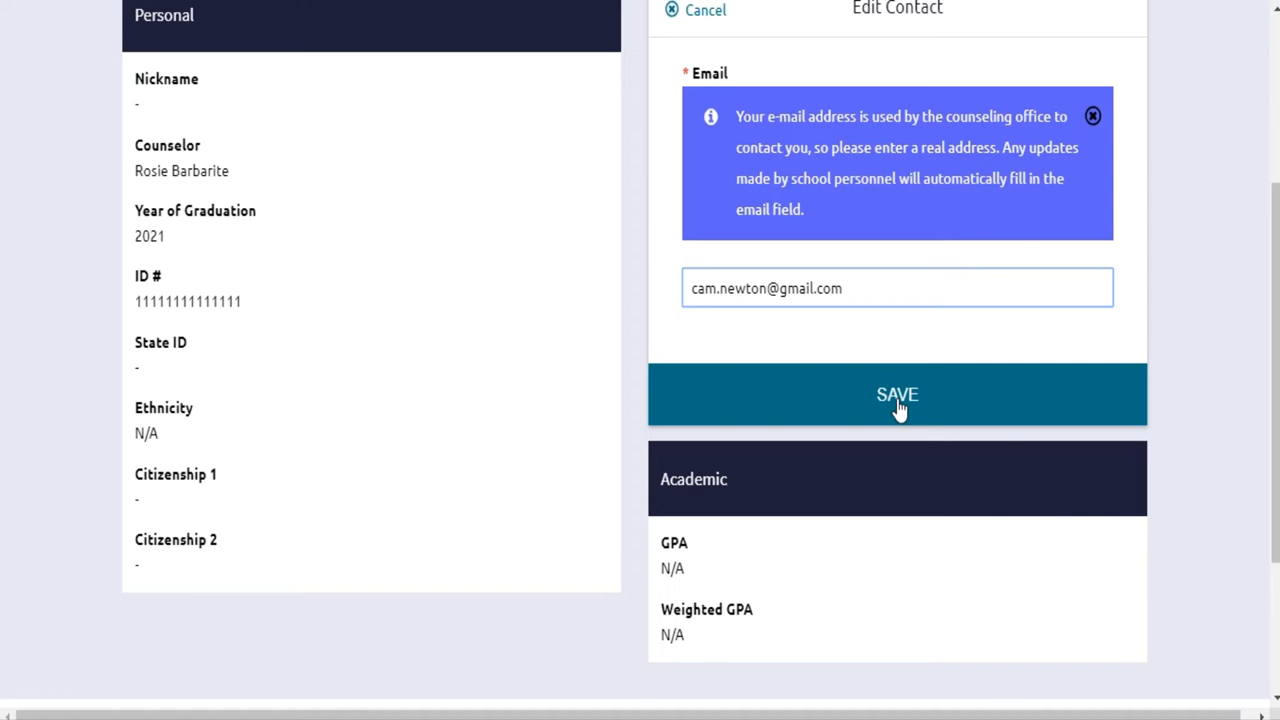 Personal
Nickname
-
Counselor
Rosie Barbarite
Year of Graduation
2021
ID #
11111111111111
State ID
-
Ethnicity
N/A
Citizenship 1
-
Citizenship 2
-
Cancel
Edit Contact
* Email
Your e-mail address is used by the counseling office to
contact you, so please enter a real address. Any updates
made by school personnel will automatically fill in the
email field.
cam.newton@gmail.com
SAVE
Academic
GPA
N/A
Weighted GPA
N/A